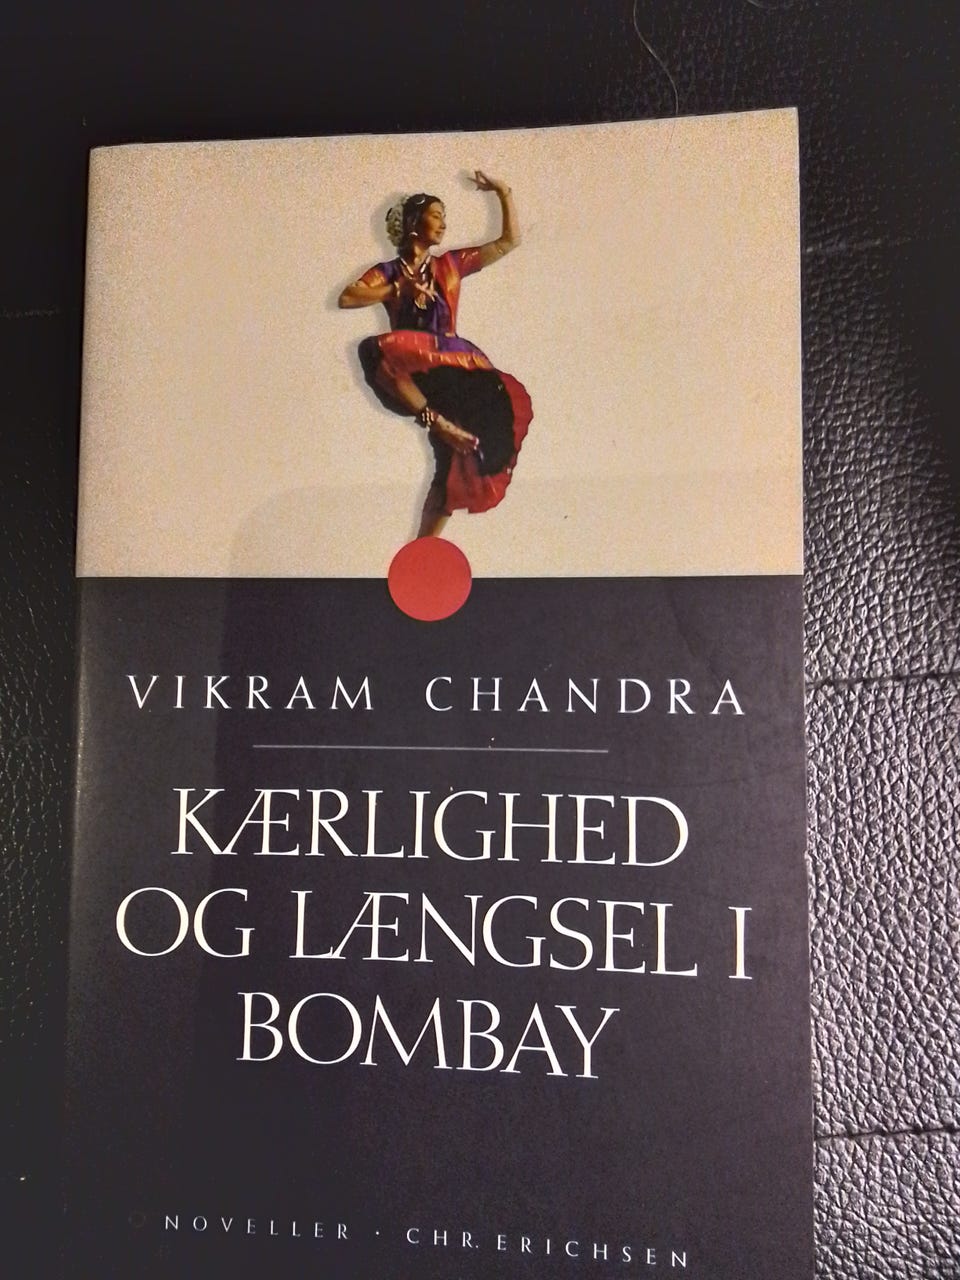 VIKRAM CHANDRA
KÆRLIGHED
OG LÆNGSEL I
BOMBAY
NOVELLER · CHR. ERICHSEN